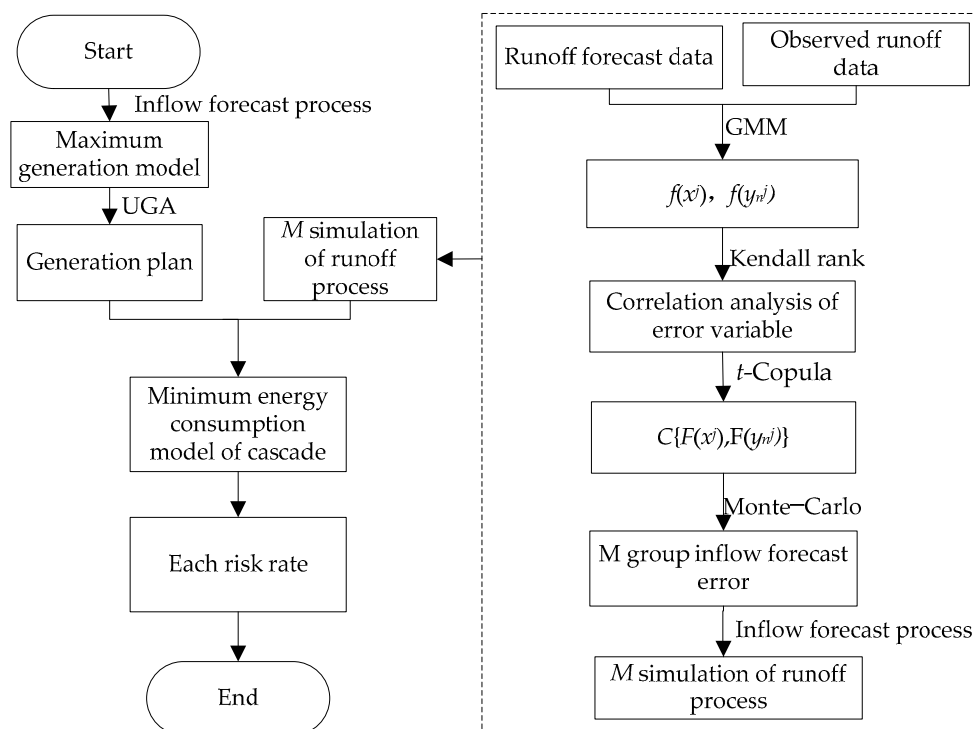 Start
Inflow forecast process
Maximum
generation model
UGA
Generation plan
M simulation
of runoff
process
Minimum energy
consumption
model of cascade
Each risk rate
End
Runoff forecast data
Observed runoff
data
GMM
f(xʲ), f(yₙʲ)
Kendall rank
Correlation analysis of
error variable
t-Copula
C{F(xʲ),F(yₙʲ)}
Monte−Carlo
M group inflow forecast
error
Inflow forecast process
M simulation of runoff
process